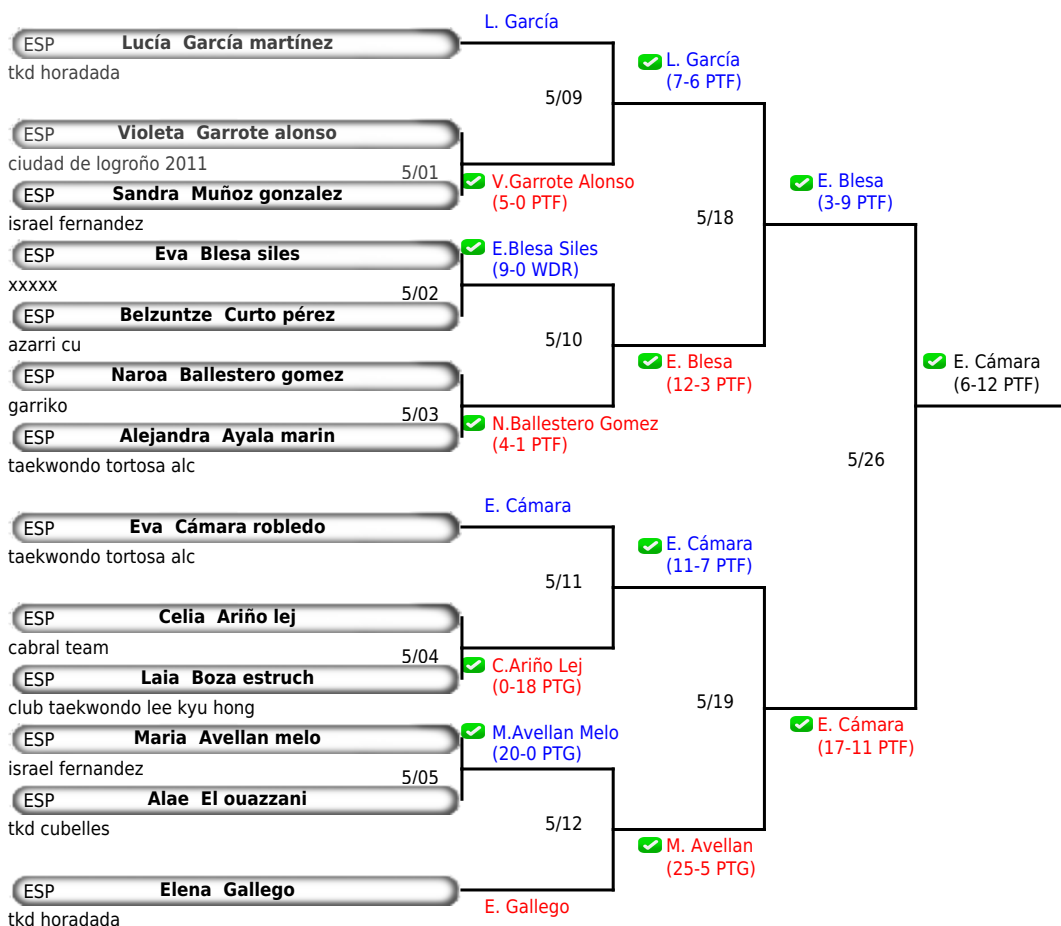 L. García
ESP Lucía García martínez
tkd horadada
L. García
(7-6 PTF)
5/09
ESP Violeta Garrote alonso
ciudad de logroño 2011
5/01
ESP Sandra Muñoz gonzalez
israel fernandez
V.Garrote Alonso
(5-0 PTF)
E. Blesa
(3-9 PTF)
5/18
ESP Eva Blesa siles
xxxxx
E.Blesa Siles
(9-0 WDR)
5/02
ESP Belzuntze Curto pérez
azarri cu
5/10
E. Blesa
(12-3 PTF)
E. Cámara
(6-12 PTF)
ESP Naroa Ballestero gomez
garriko
5/03
ESP Alejandra Ayala marin
taekwondo tortosa alc
N.Ballestero Gomez
(4-1 PTF)
5/26
E. Cámara
ESP Eva Cámara robledo
taekwondo tortosa alc
E. Cámara
(11-7 PTF)
5/11
ESP Celia Ariño lej
cabral team
5/04
ESP Laia Boza estruch
club taekwondo lee kyu hong
C.Ariño Lej
(0-18 PTG)
5/19
E. Cámara
(17-11 PTF)
ESP Maria Avellan melo
israel fernandez
M.Avellan Melo
(20-0 PTG)
5/05
ESP Alae El ouazzani
tkd cubelles
5/12
M. Avellan
(25-5 PTG)
ESP Elena Gallego
tkd horadada
E. Gallego